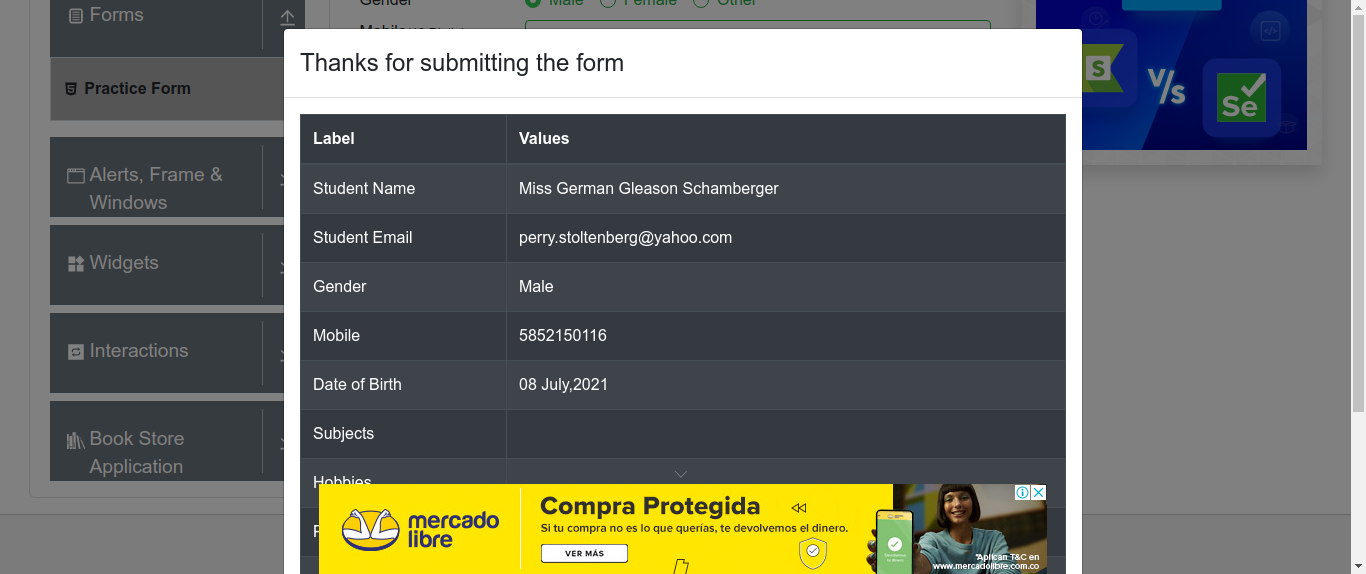 Forms
Gender
Male
Female
Other
Practice Form
Thanks for submitting the form
Label Values
Student Name Miss German Gleason Schamberger
Student Email perry.stoltenberg@yahoo.com
Gender Male
Mobile 5852150116
Date of Birth 08 July,2021
Subjects
Hobbies
Alerts, Frame &
Windows
Widgets
Interactions
Book Store
Application
S
V/s
Se
mercado
libre
Compra Protegida
Si tu compra no es lo que querías, te devolvemos el dinero.
VER MÁS
*Aplican T&C en
www.mercadolibre.com.co